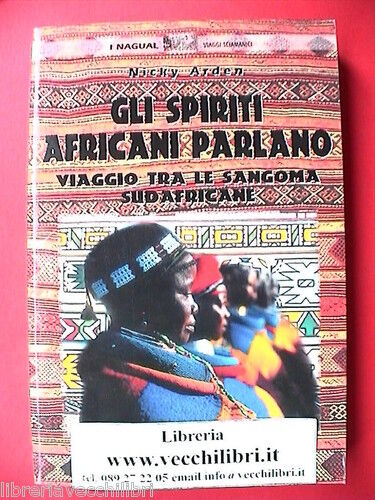 I NAGUAL VIAGGI SCIAMANICI
Nicky Arden
GLI SPIRITI
AFRICANI PARLANO
VIAGGIO TRA LE SANGOMA
SUDAFRICANE
Libreria
www.vecchilibri.it
tel. 089 27 22 05 email info @ vecchilibri.it
libreriavecchilibri